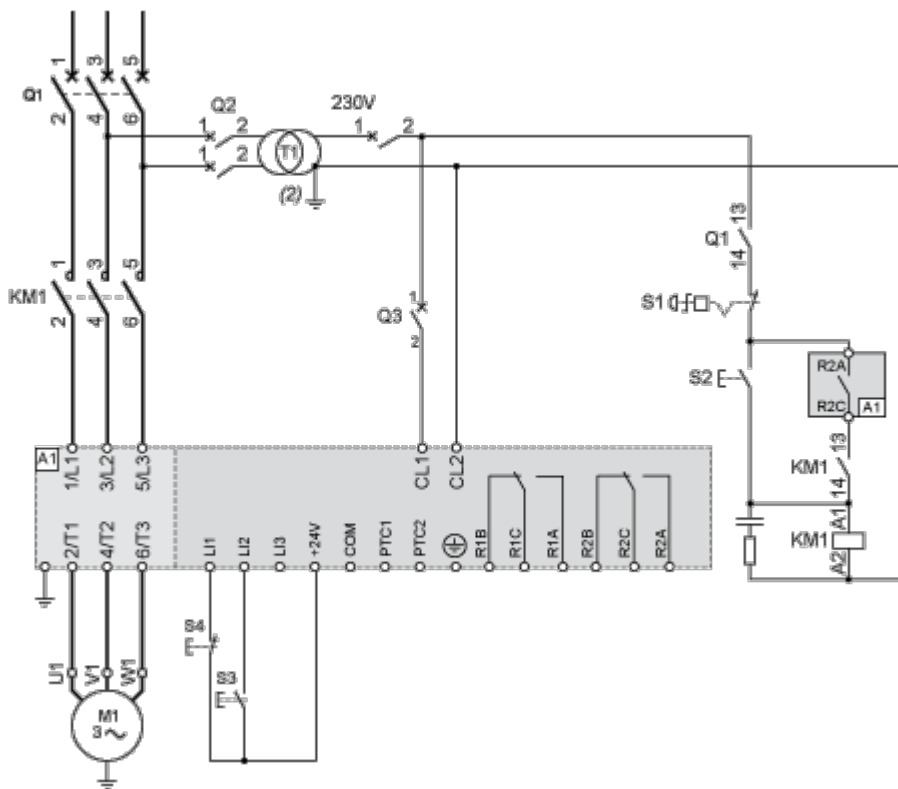 1 3 5
Q1
2 4 6
Q2 230V
1 2 1 2
1 2
T1
(2)
13
Q1
14
1 3 5
KM1
2 4 6
1
Q3
2
S1
S2
R2A
R2C A1
13
KM1
14
A1
KM1
A2
A1
1/L1 3/L2 5/L3 CL1 CL2
2/T1 4/T2 6/T3 LI1 LI2 LI3 +24V COM PTC1 PTC2 R1B R1C R1A R2B R2C R2A
S4
S3
U1 V1 W1
M1
3